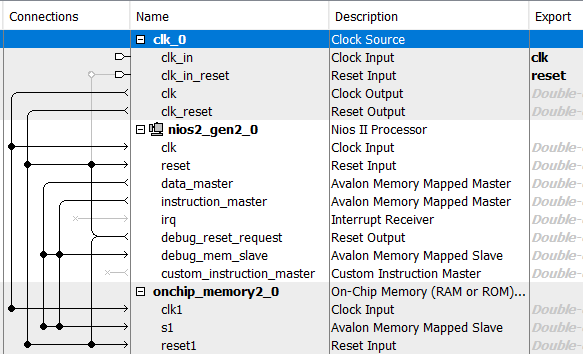 Connections Name Description Export
clk_0 Clock Source
clk_in Clock Input clk
clk_in_reset Reset Input reset
clk Clock Output Double-
clk_reset Reset Output Double-
nios2_gen2_0 Nios II Processor
clk Clock Input Double-
reset Reset Input Double-
data_master Avalon Memory Mapped Master Double-
instruction_master Avalon Memory Mapped Master Double-
irq Interrupt Receiver Double-
debug_reset_request Reset Output Double-
debug_mem_slave Avalon Memory Mapped Slave Double-
custom_instruction_master Custom Instruction Master Double-
onchip_memory2_0 On-Chip Memory (RAM or ROM)...
clk1 Clock Input Double-
s1 Avalon Memory Mapped Slave Double-
reset1 Reset Input Double-